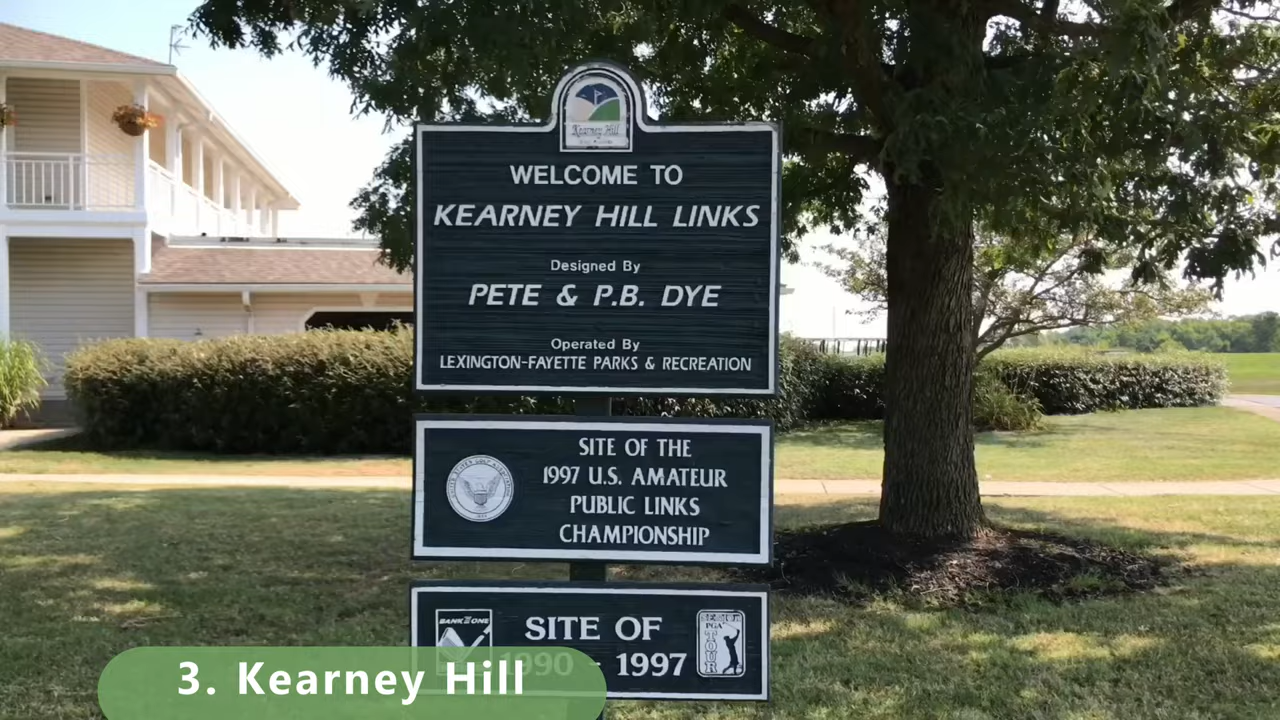 Kearney Hill
WELCOME TO
KEARNEY HILL LINKS
Designed By
PETE & P.B. DYE
Operated By
LEXINGTON-FAYETTE PARKS & RECREATION
SITE OF THE
1997 U.S. AMATEUR
PUBLIC LINKS
CHAMPIONSHIP
BANK ONE
SITE OF
1990 - 1997
SENIOR
PGA
TOUR
3. Kearney Hill